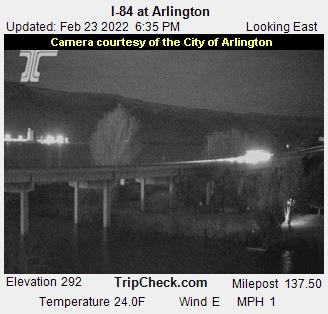 I-84 at Arlington
Updated: Feb 23 2022 6:35 PM Looking East
Camera courtesy of the City of Arlington
Elevation 292 TripCheck.com Milepost 137.50
Temperature 24.0F Wind E MPH 1